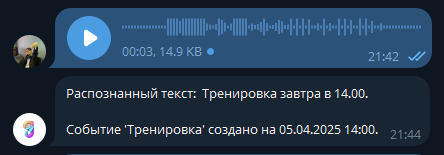 00:03, 14.9 KB
21:42
Распознанный текст: Тренировка завтра в 14.00.
Событие 'Тренировка' создано на 05.04.2025 14:00.
21:44